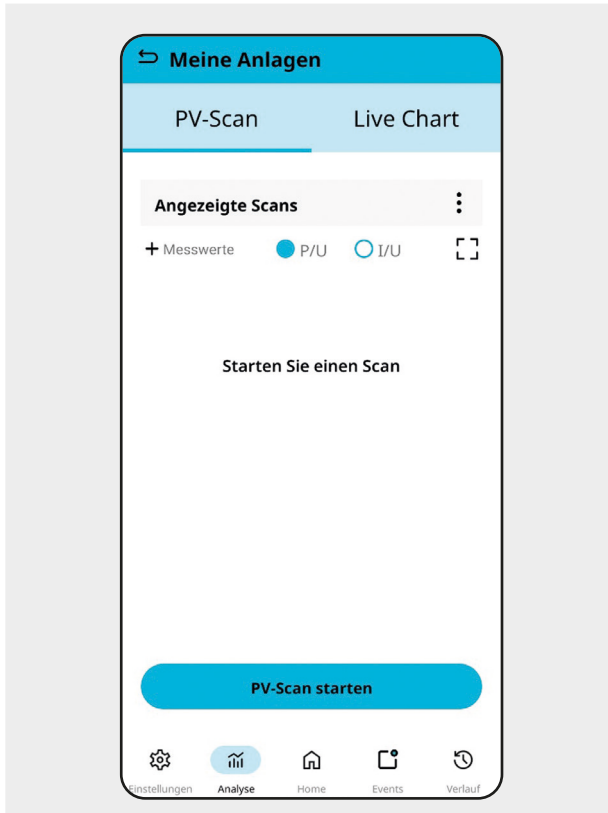 Meine Anlagen
PV-Scan Live Chart
Angezeigte Scans
+ Messwerte P/U I/U
Starten Sie einen Scan
PV-Scan starten
Einstellungen Analyse Home Events Verlauf